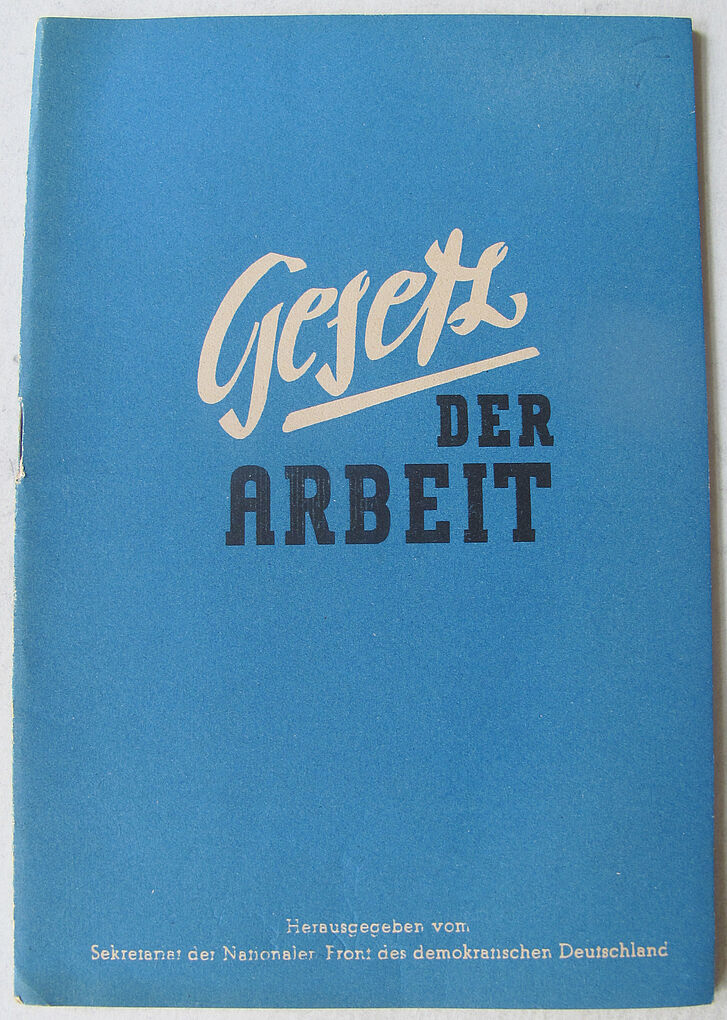 Gesetz
DER
ARBEIT
Herausgegeben vom
Sekretariat der Nationalen Front des demokratischen Deutschland